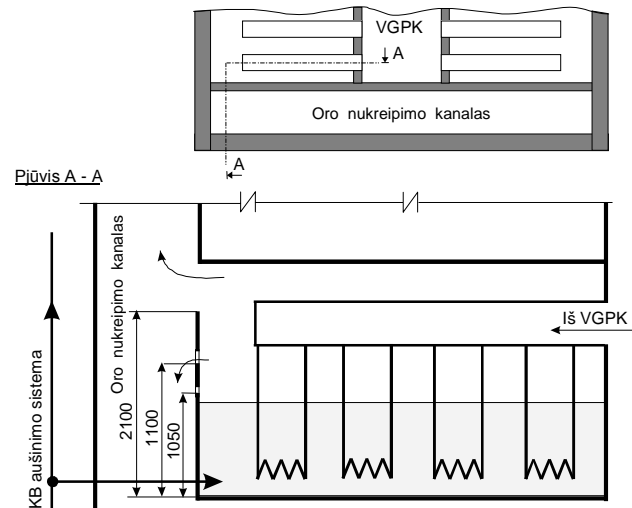 VGPK
A
Oro nukreipimo kanalas
A
Pjūvis A - A
Oro nukreipimo kanalas
Iš VGPK
KB aušinimo sistema
2100
1100
1050